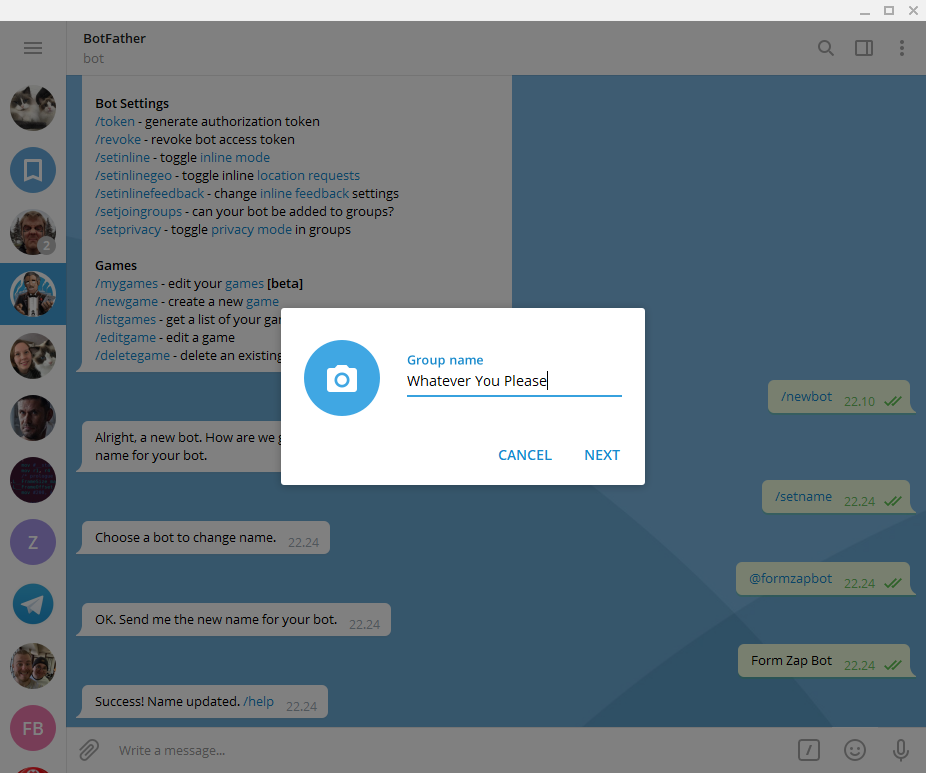 BotFather
bot
Bot Settings
/token - generate authorization token
/revoke - revoke bot access token
/setinline - toggle inline mode
/setinlinegeo - toggle inline location requests
/setinlinefeedback - change inline feedback settings
/setjoingroups - can your bot be added to groups?
/setprivacy - toggle privacy mode in groups
Games
/mygames - edit your games [beta]
/newgame - create a new game
/listgames - get a list of your
/editgame - edit a game
/deletegame - delete an existing
Group name
Whatever You Please
CANCEL
NEXT
/newbot 22.10
Alright, a new bot. How are we
name for your bot.
/setname 22.24
Choose a bot to change name. 22.24
@formzapbot 22.24
OK. Send me the new name for your bot. 22.24
Form Zap Bot 22.24
Success! Name updated. /help 22.24
Write a message...
2
Z
FB